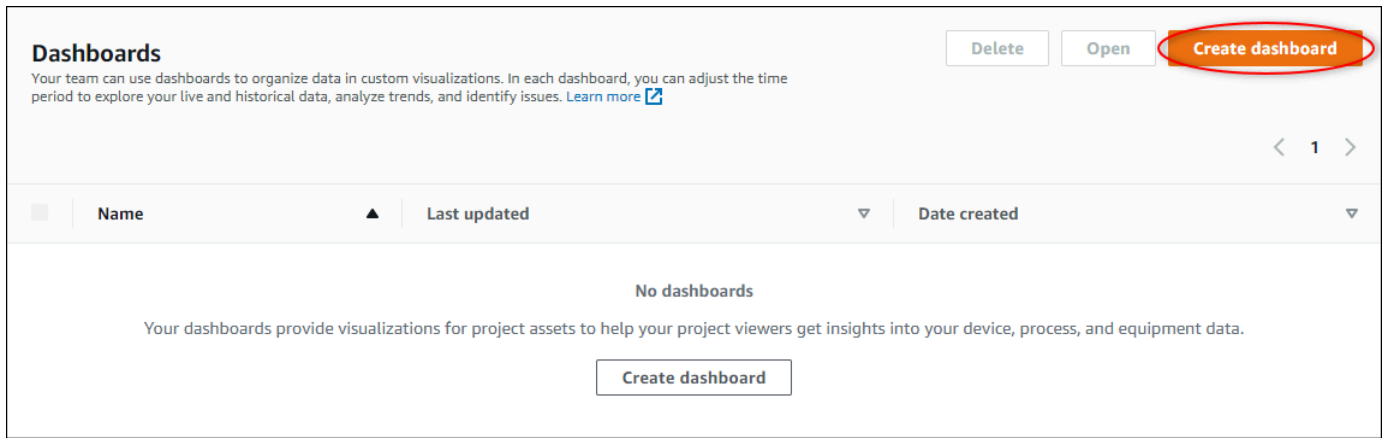 Dashboards
Delete
Open
Create dashboard
Your team can use dashboards to organize data in custom visualizations. In each dashboard, you can adjust the time
period to explore your live and historical data, analyze trends, and identify issues. Learn more
1
Name
Last updated
Date created
No dashboards
Your dashboards provide visualizations for project assets to help your project viewers get insights into your device, process, and equipment data.
Create dashboard